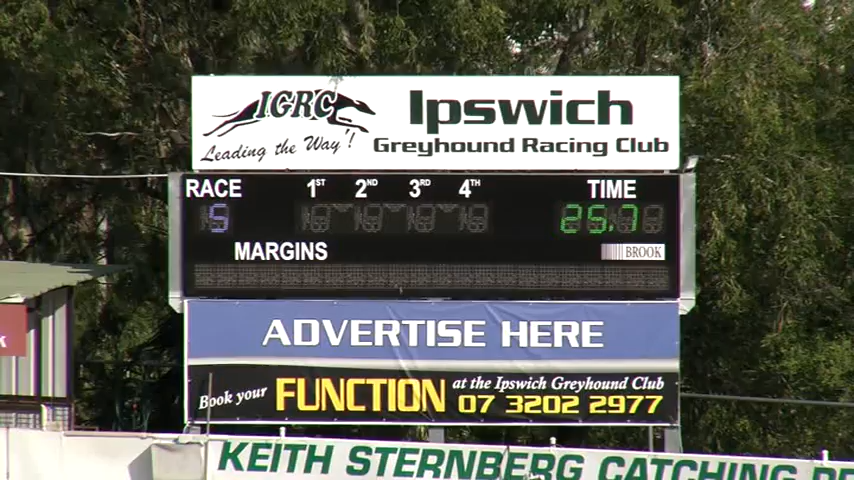 IGRC
Leading the Way'!
Ipswich
Greyhound Racing Club
RACE 1ST 2ND 3RD 4TH TIME
5 25.7
MARGINS BROOK
ADVERTISE HERE
Book your FUNCTION at the Ipswich Greyhound Club
07 3202 2977
KEITH STERNBERG CATCHING